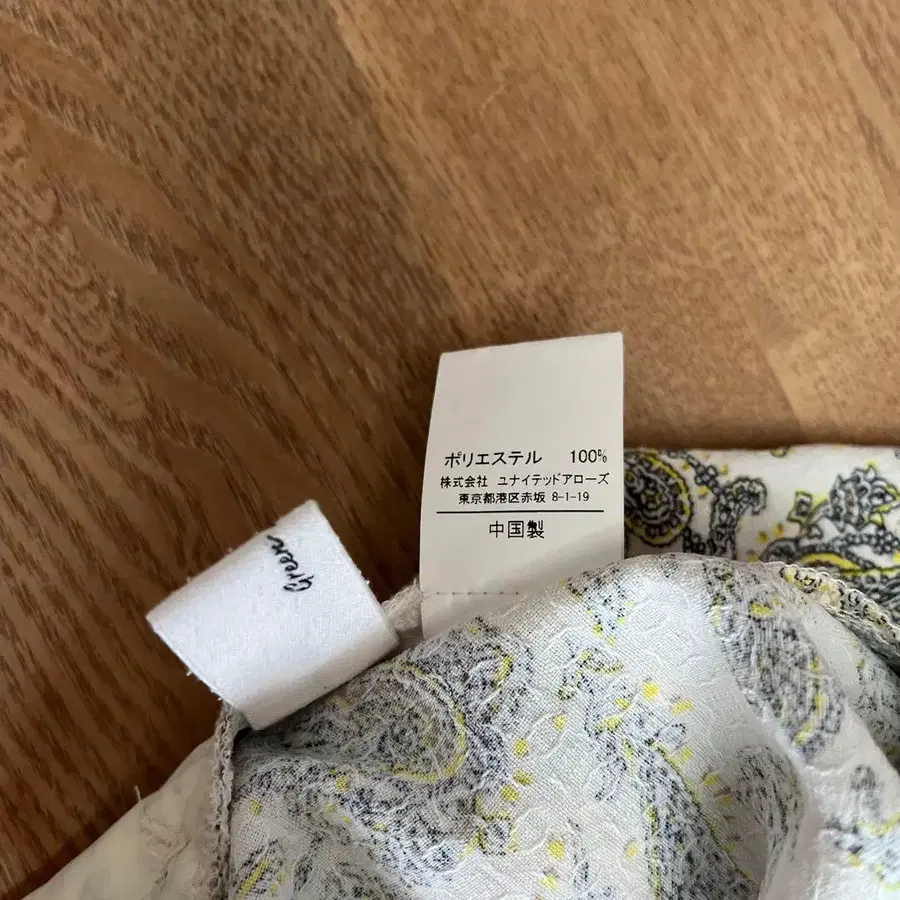 ポリエステル 100%
株式会社 ユナイテッドアローズ
東京都港区赤坂 8-1-19
中国製
Green